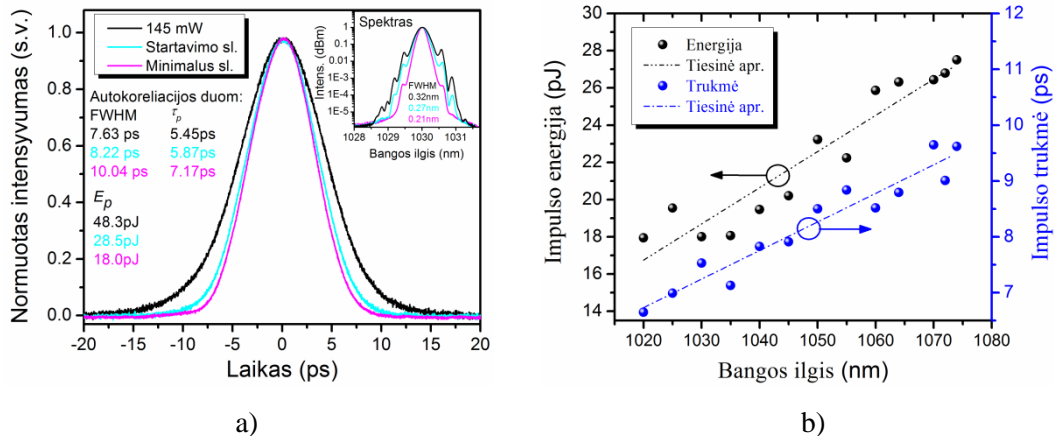 a)
145 mW
Startavimo sl.
Minimalus sl.
Autokoreliacijos duom:
FWHM τp
7.63 ps 5.45ps
8.22 ps 5.87ps
10.04 ps 7.17ps
Ep
48.3pJ
28.5pJ
18.0pJ
Normuotas intensyvumas (s.v.)
1.0
0.8
0.6
0.4
0.2
0.0
-20 -15 -10 -5 0 5 10 15 20
Laikas (ps)
Spektras
Intens. (dBm)
1
0.1
0.01
1E-3
1E-4
1E-5
FWHM
0.32nm
0.27nm
0.21nm
1028 1029 1030 1031
Bangos ilgis (nm)
a)
b)
Energija
Tiesinė apr.
Trukmė
Tiesinė apr.
Impulso energija (pJ)
30
28
26
24
22
20
18
16
14
1020 1030 1040 1050 1060 1070 1080
Bangos ilgis (nm)
12
11
10
9
8
7
Impulso trukmė (ps)
b)